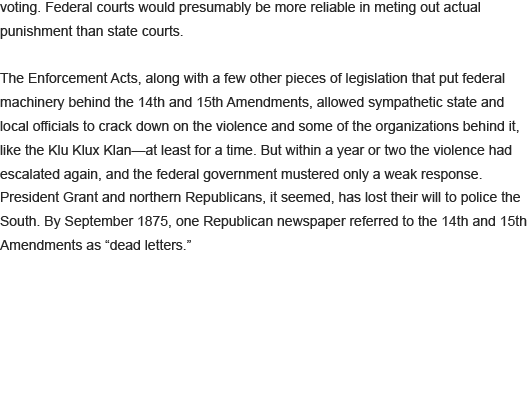 voting. Federal courts would presumably be more reliable in meting out actual
punishment than state courts.
The Enforcement Acts, along with a few other pieces of legislation that put federal
machinery behind the 14th and 15th Amendments, allowed sympathetic state and
local officials to crack down on the violence and some of the organizations behind it,
like the Klu Klux Klan—at least for a time. But within a year or two the violence had
escalated again, and the federal government mustered only a weak response.
President Grant and northern Republicans, it seemed, has lost their will to police the
South. By September 1875, one Republican newspaper referred to the 14th and 15th
Amendments as “dead letters.”